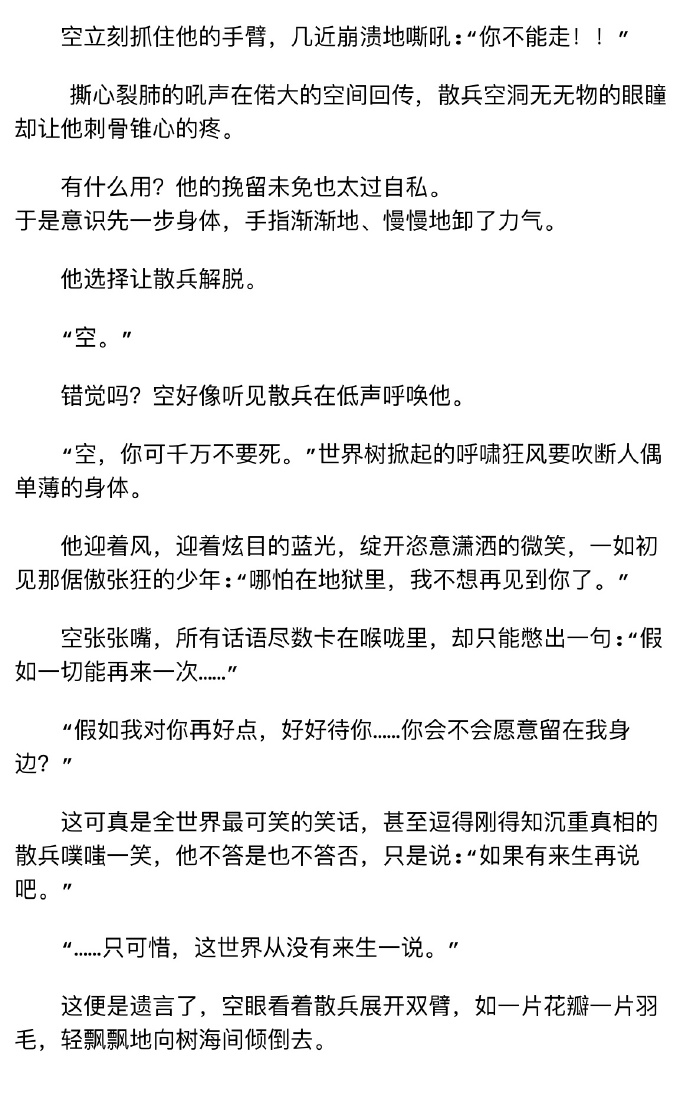 空立刻抓住他的手臂，几近崩溃地嘶吼：“你不能走！！”
撕心裂肺的吼声在偌大的空间回传，散兵空洞无无物的眼瞳
却让他刺骨锥心的疼。
有什么用？他的挽留未免也太过自私。
于是意识先一步身体，手指渐渐地、慢慢地卸了力气。
他选择让散兵解脱。
“空。”
错觉吗？空好像听见散兵在低声呼唤他。
“空，你可千万不要死。”世界树掀起的呼啸狂风要吹断人偶
单薄的身体。
他迎着风，迎着炫目的蓝光，绽开恣意潇洒的微笑，一如初
见那倨傲张狂的少年：“哪怕在地狱里，我不想再见到你了。”
空张张嘴，所有话语尽数卡在喉咙里，却只能憋出一句：“假
如一切能再来一次……”
“假如我对你再好点，好好待你……你会不会愿意留在我身
边？”
这可真是全世界最可笑的笑话，甚至逗得刚得知沉重真相的
散兵噗嗤一笑，他不答是也不答否，只是说：“如果有来生再说
吧。”
“……只可惜，这世界从没有来生一说。”
这便是遗言了，空眼看着散兵展开双臂，如一片花瓣一片羽
毛，轻飘飘地向树海间倾倒去。